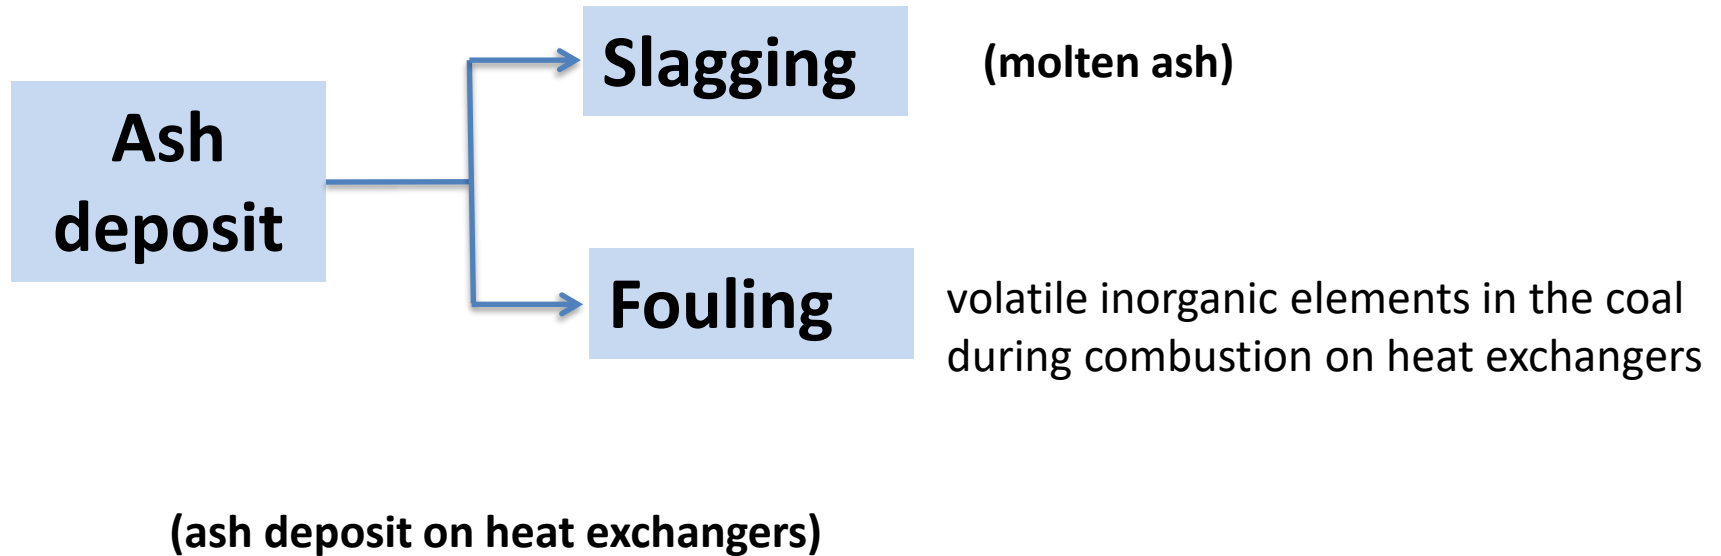 Slagging
(molten ash)
Ash
deposit
Fouling
volatile inorganic elements in the coal
during combustion on heat exchangers
(ash deposit on heat exchangers)